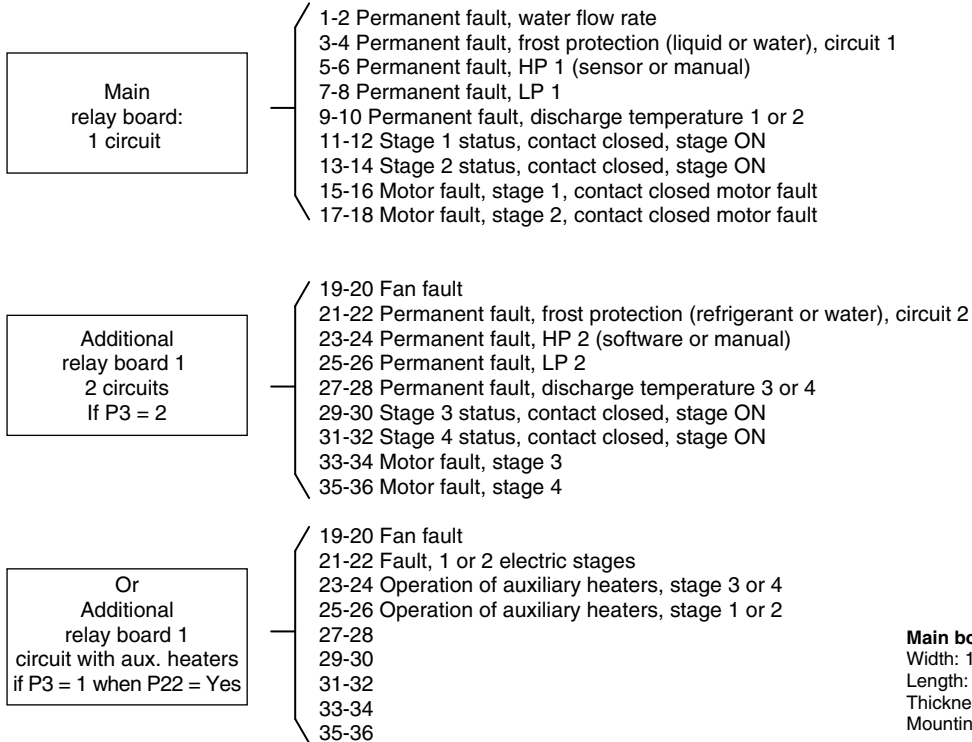 Main
relay board:
1 circuit
1-2 Permanent fault, water flow rate
3-4 Permanent fault, frost protection (liquid or water), circuit 1
5-6 Permanent fault, HP 1 (sensor or manual)
7-8 Permanent fault, LP 1
9-10 Permanent fault, discharge temperature 1 or 2
11-12 Stage 1 status, contact closed, stage ON
13-14 Stage 2 status, contact closed, stage ON
15-16 Motor fault, stage 1, contact closed motor fault
17-18 Motor fault, stage 2, contact closed motor fault
Additional
relay board 1
2 circuits
If P3 = 2
19-20 Fan fault
21-22 Permanent fault, frost protection (refrigerant or water), circuit 2
23-24 Permanent fault, HP 2 (software or manual)
25-26 Permanent fault, LP 2
27-28 Permanent fault, discharge temperature 3 or 4
29-30 Stage 3 status, contact closed, stage ON
31-32 Stage 4 status, contact closed, stage ON
33-34 Motor fault, stage 3
35-36 Motor fault, stage 4
Or
Additional
relay board 1
circuit with aux. heaters
if P3 = 1 when P22 = Yes
19-20 Fan fault
21-22 Fault, 1 or 2 electric stages
23-24 Operation of auxiliary heaters, stage 3 or 4
25-26 Operation of auxiliary heaters, stage 1 or 2
27-28
29-30
31-32
33-34
35-36
Main
Width:
Length: